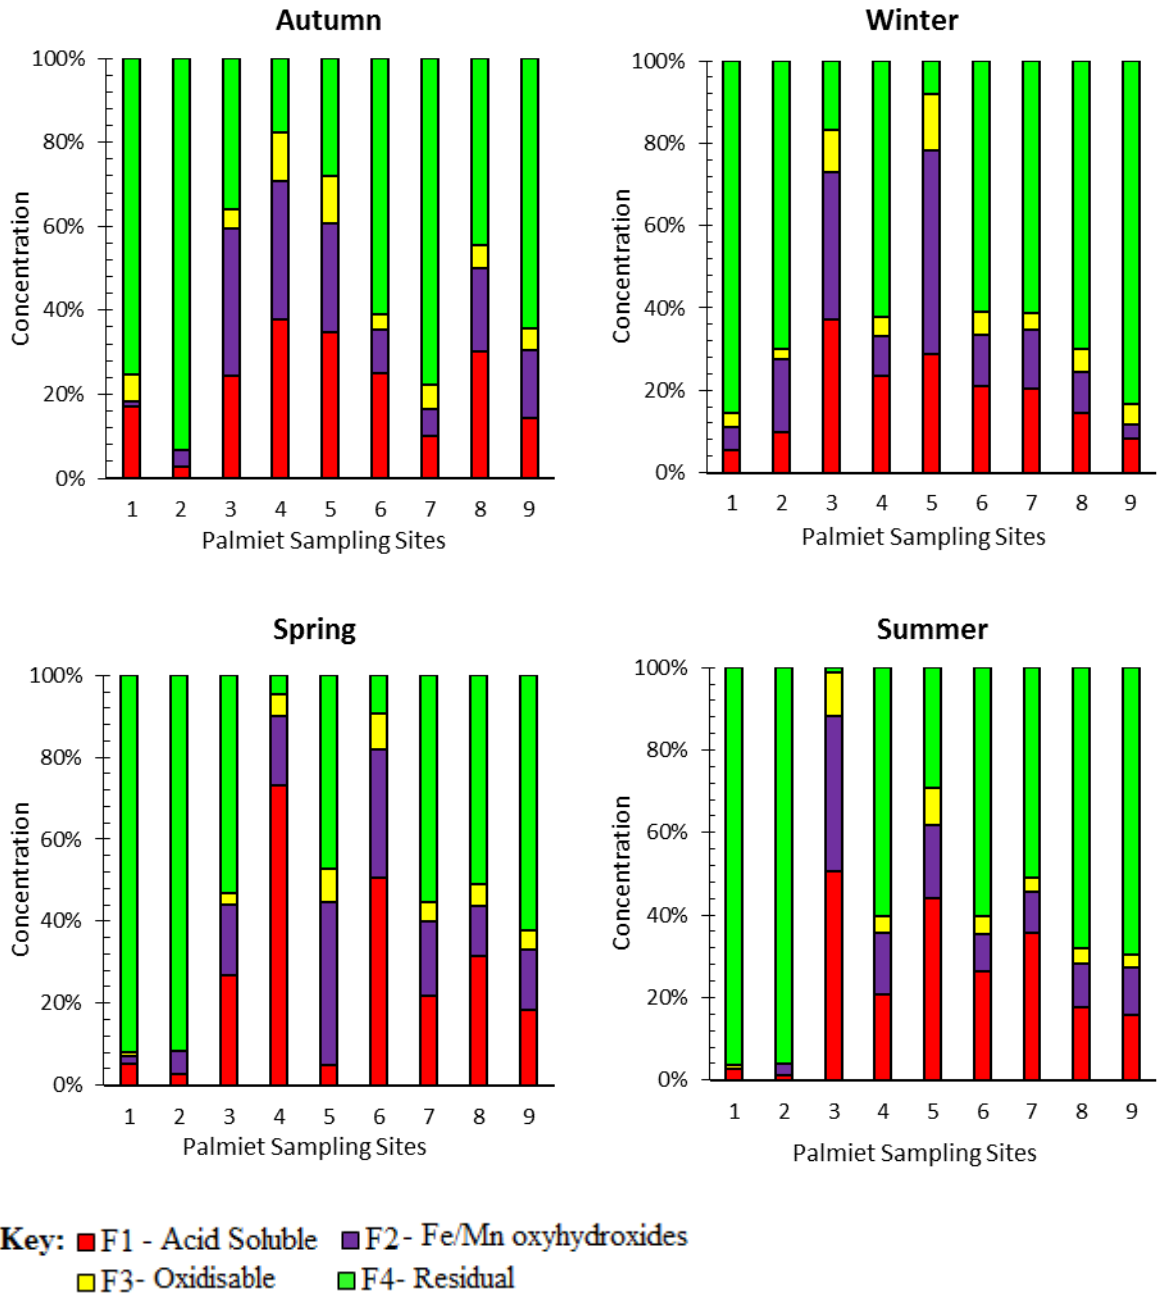 Autumn
100%
80%
60%
40%
20%
0%
Concentration
1 2 3 4 5 6 7 8 9
Palmiet Sampling Sites
Winter
100%
80%
60%
40%
20%
0%
Concentration
1 2 3 4 5 6 7 8 9
Palmiet Sampling Sites
Spring
100%
80%
60%
40%
20%
0%
Concentration
1 2 3 4 5 6 7 8 9
Palmiet Sampling Sites
Summer
100%
80%
60%
40%
20%
0%
Concentration
1 2 3 4 5 6 7 8 9
Palmiet Sampling Sites
Key: F1 - Acid Soluble F2- Fe/Mn oxyhydroxides
F3- Oxidisable F4- Residual